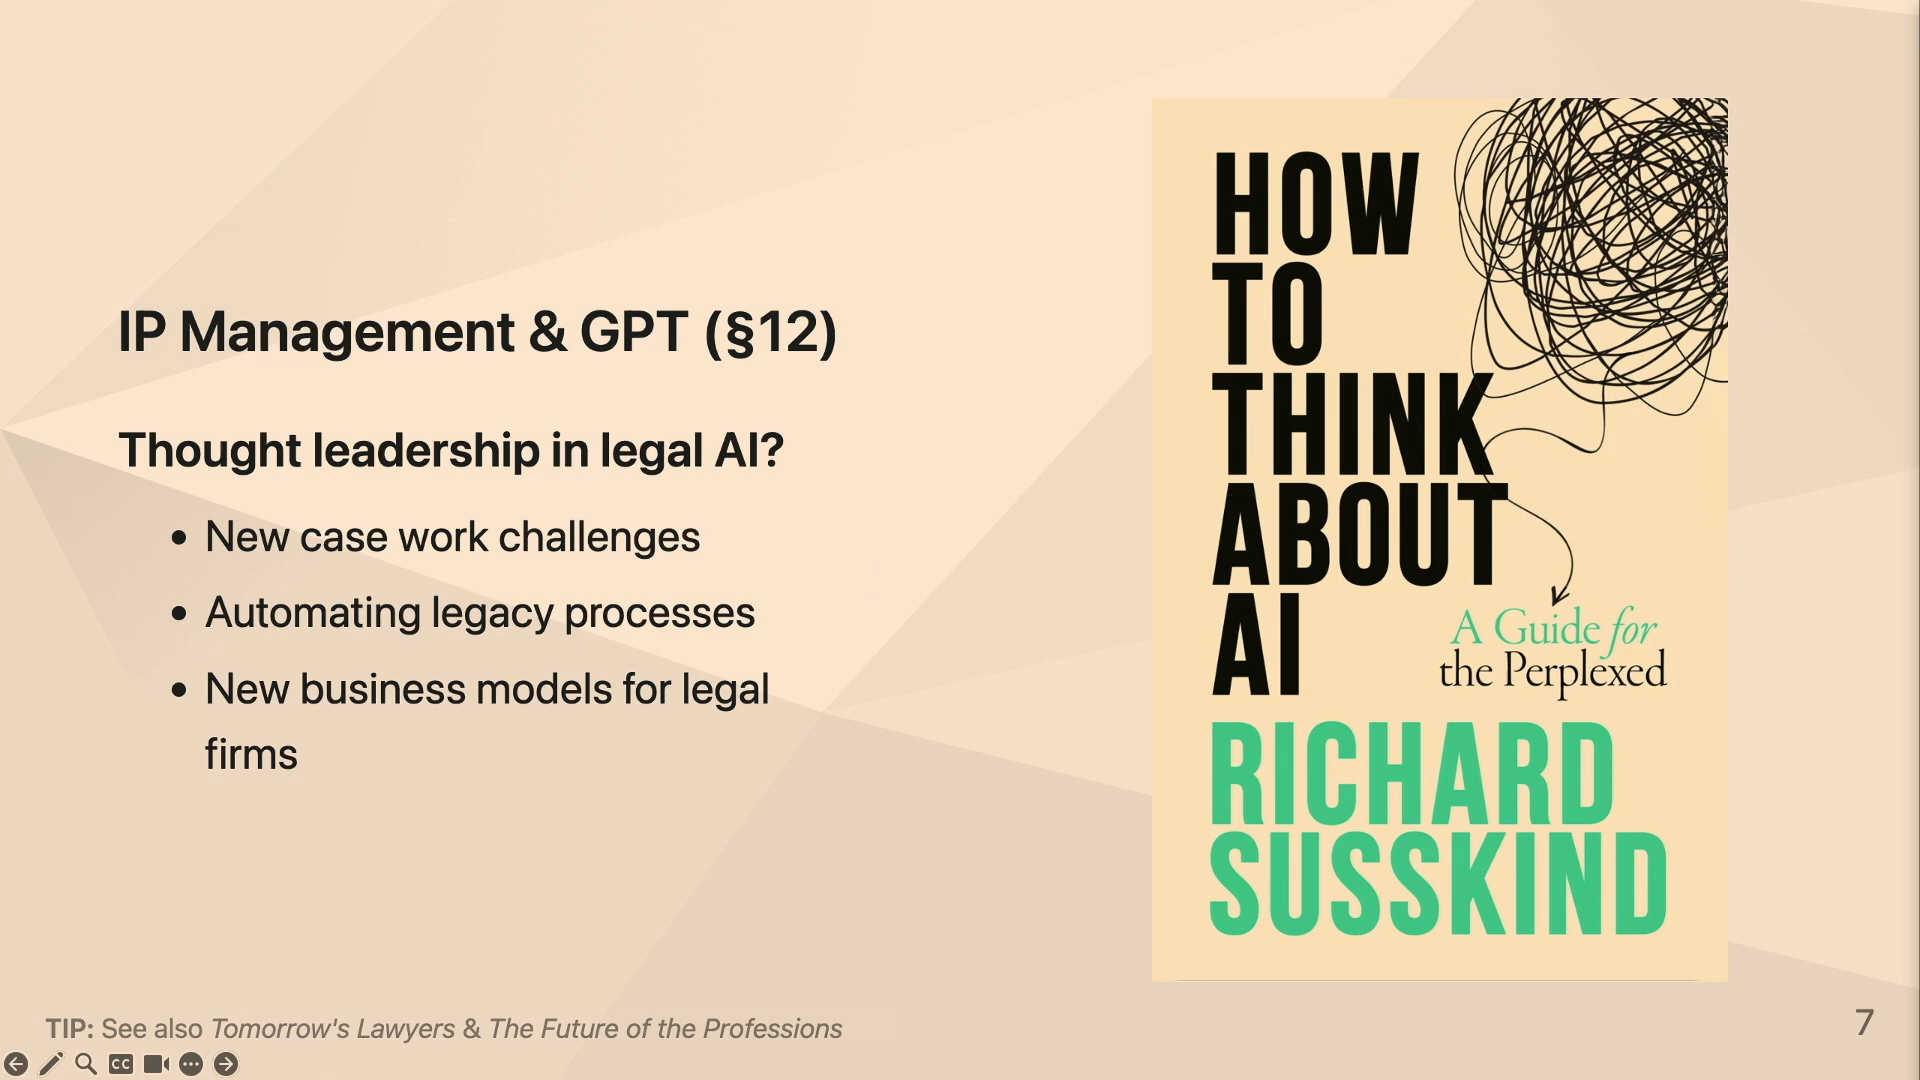 IP Management & GPT (§12)
Thought leadership in legal AI?
• New case work challenges
• Automating legacy processes
• New business models for legal
firms
HOW
TO
THINK
ABOUT
AI
A Guide for
the Perplexed
RICHARD
SUSSKIND
TIP: See also Tomorrow's Lawyers & The Future of the Professions
7
CC